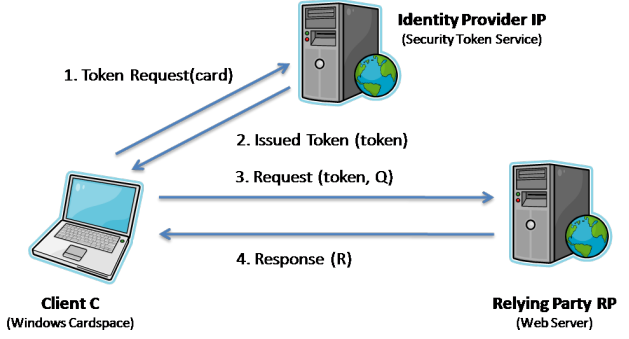 Identity Provider IP
(Security Token Service)
1. Token Request(card)
2. Issued Token (token)
3. Request (token, Q)
4. Response (R)
Client C
(Windows Cardspace)
Relying Party RP
(Web Server)